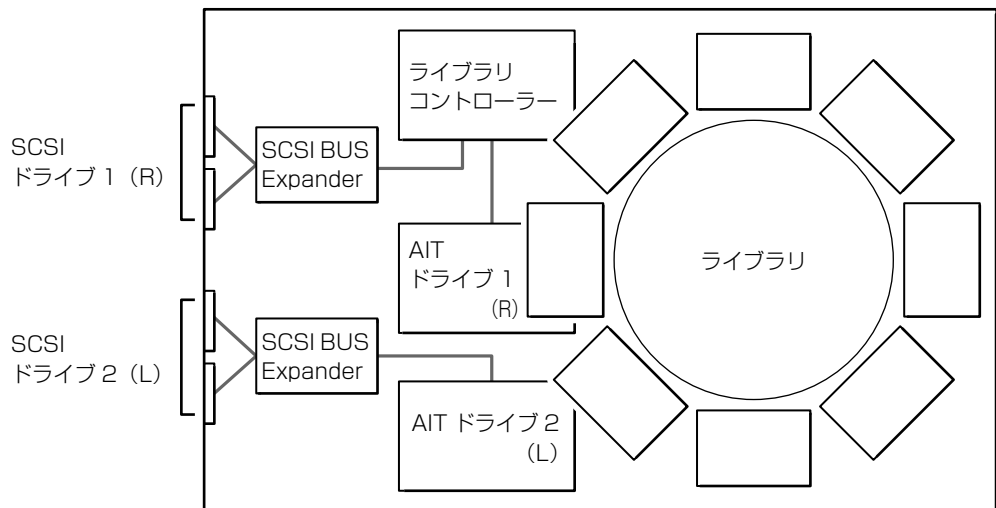 SCSI
ドライブ 1（R）
SCSI BUS
Expander
ライブラリ
コントローラー
AIT
ドライブ 1
（R）
ライブラリ
SCSI
ドライブ 2（L）
SCSI BUS
Expander
AIT ドライブ 2
（L）